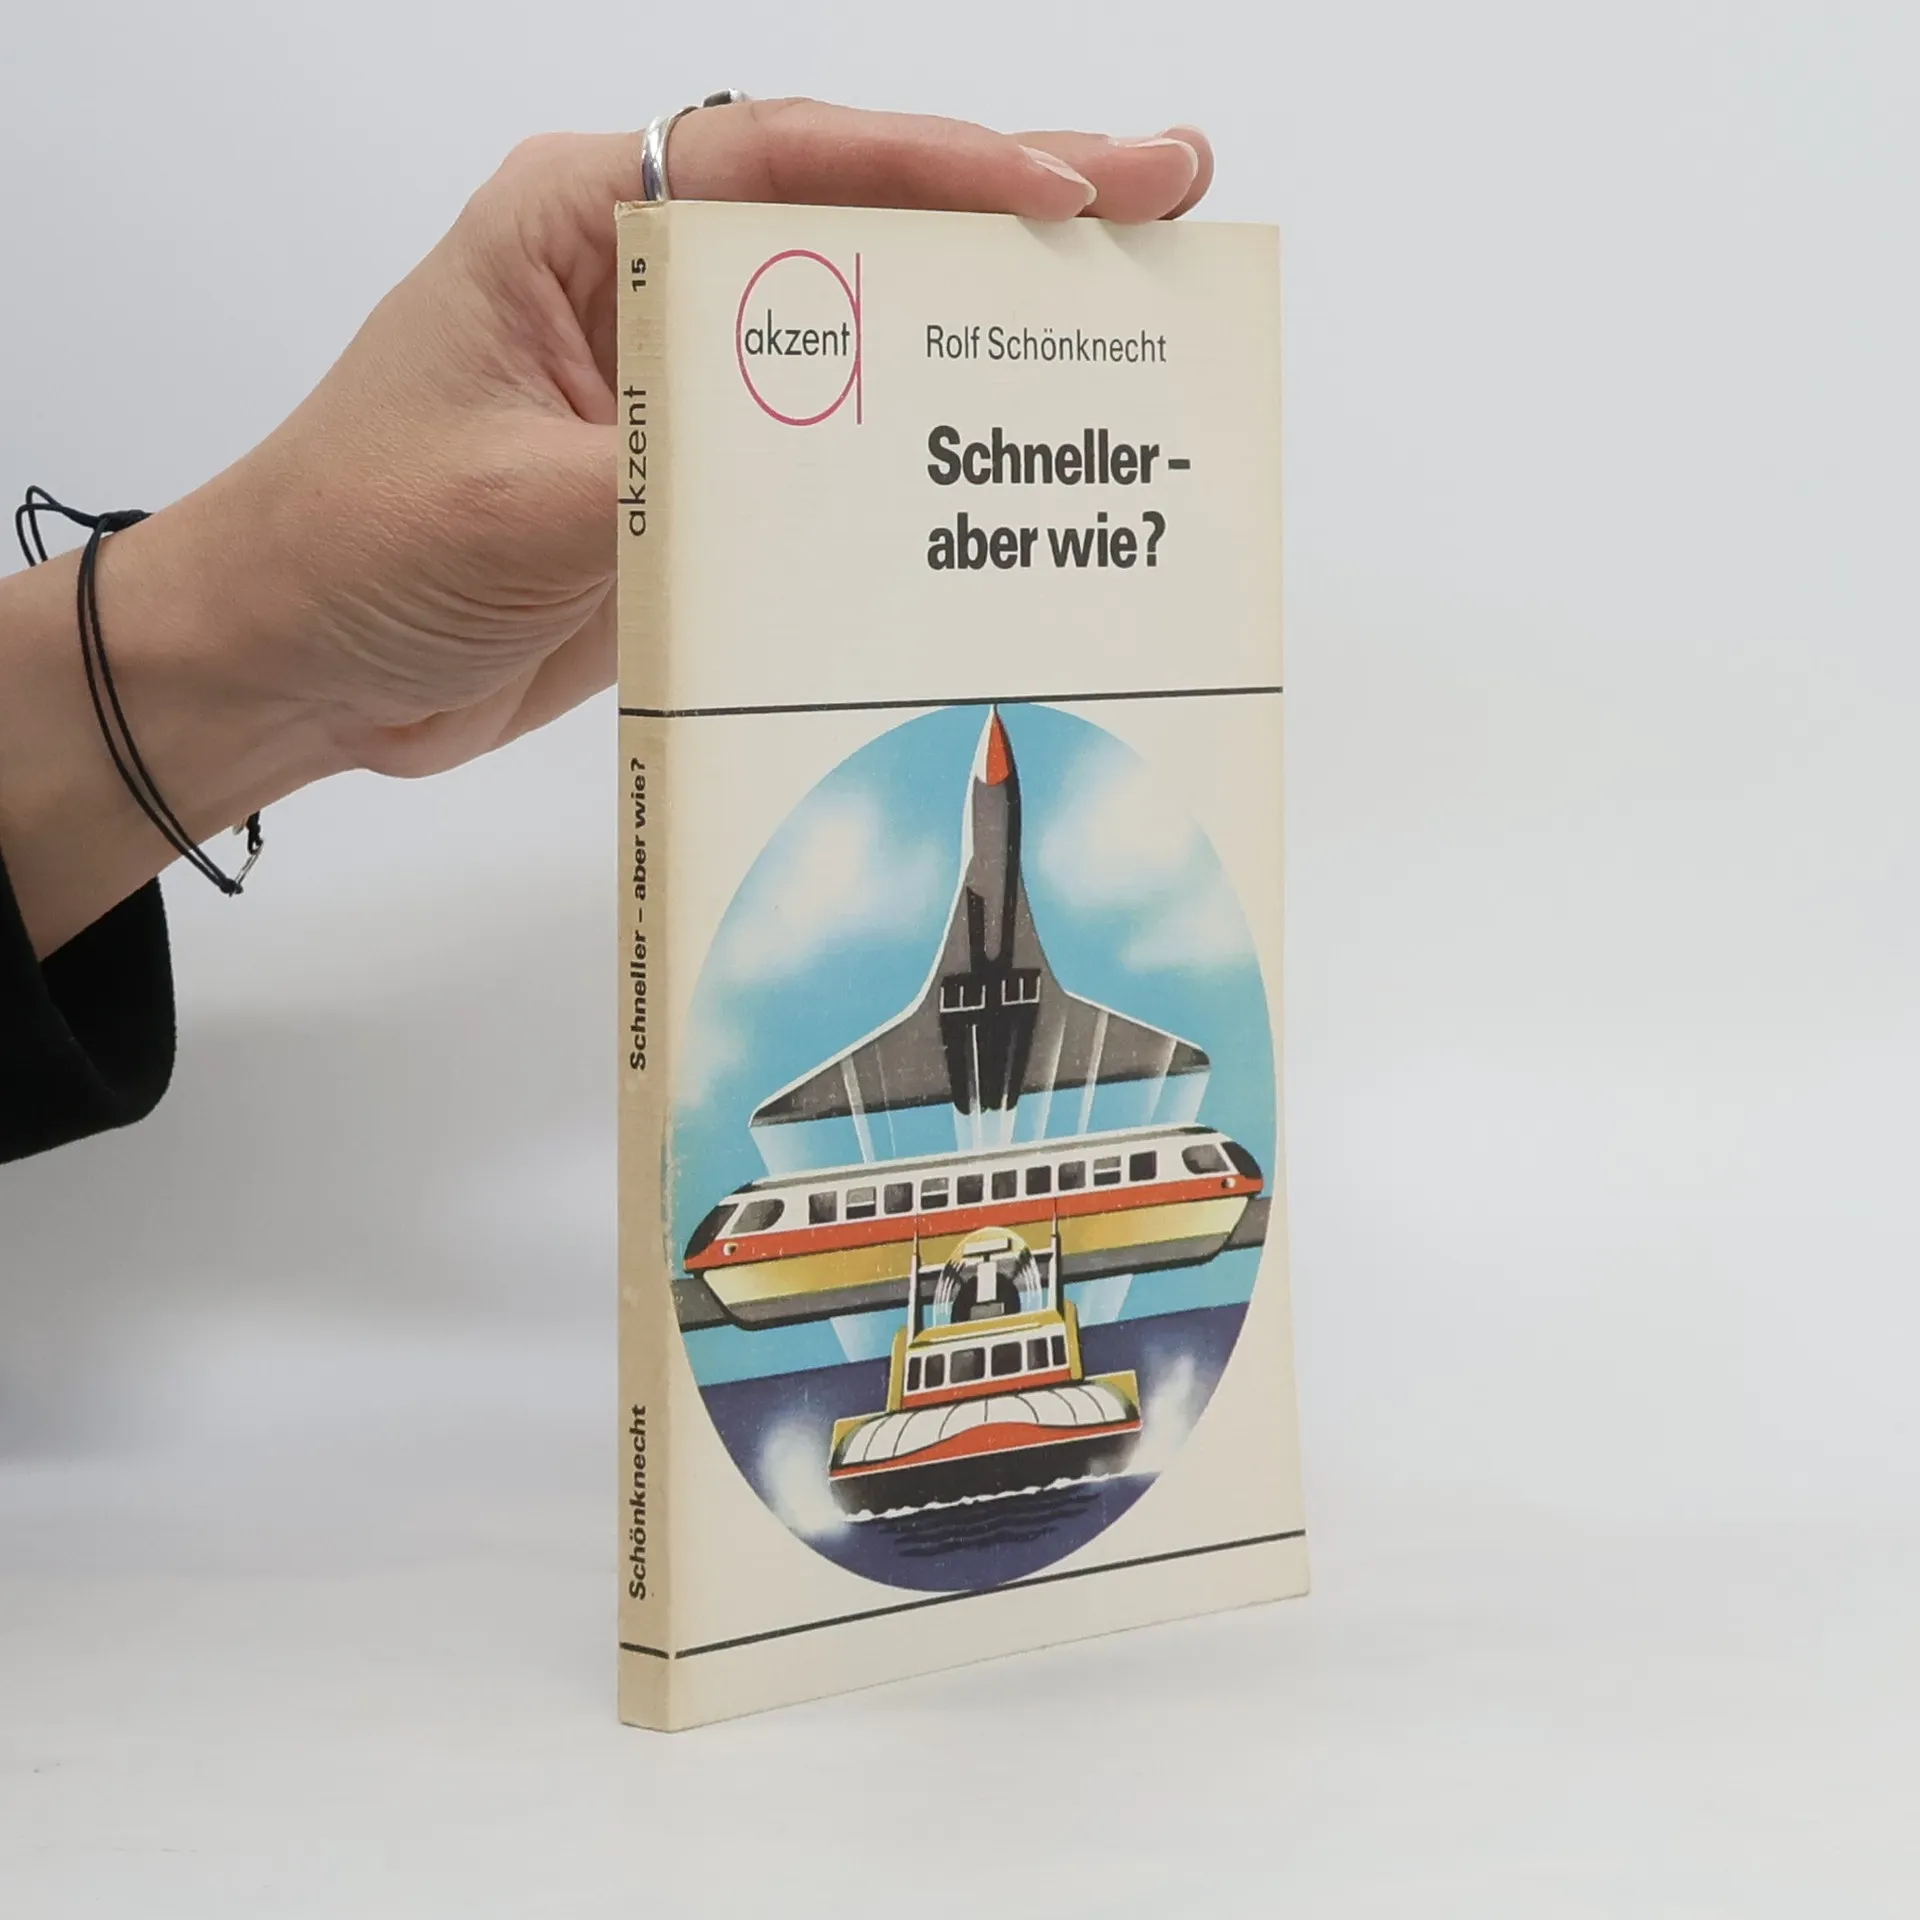 akzent
Rolf Schönknecht
Schneller –
aber wie?
15
akzent
Schneller – aber wie?
Schönknecht